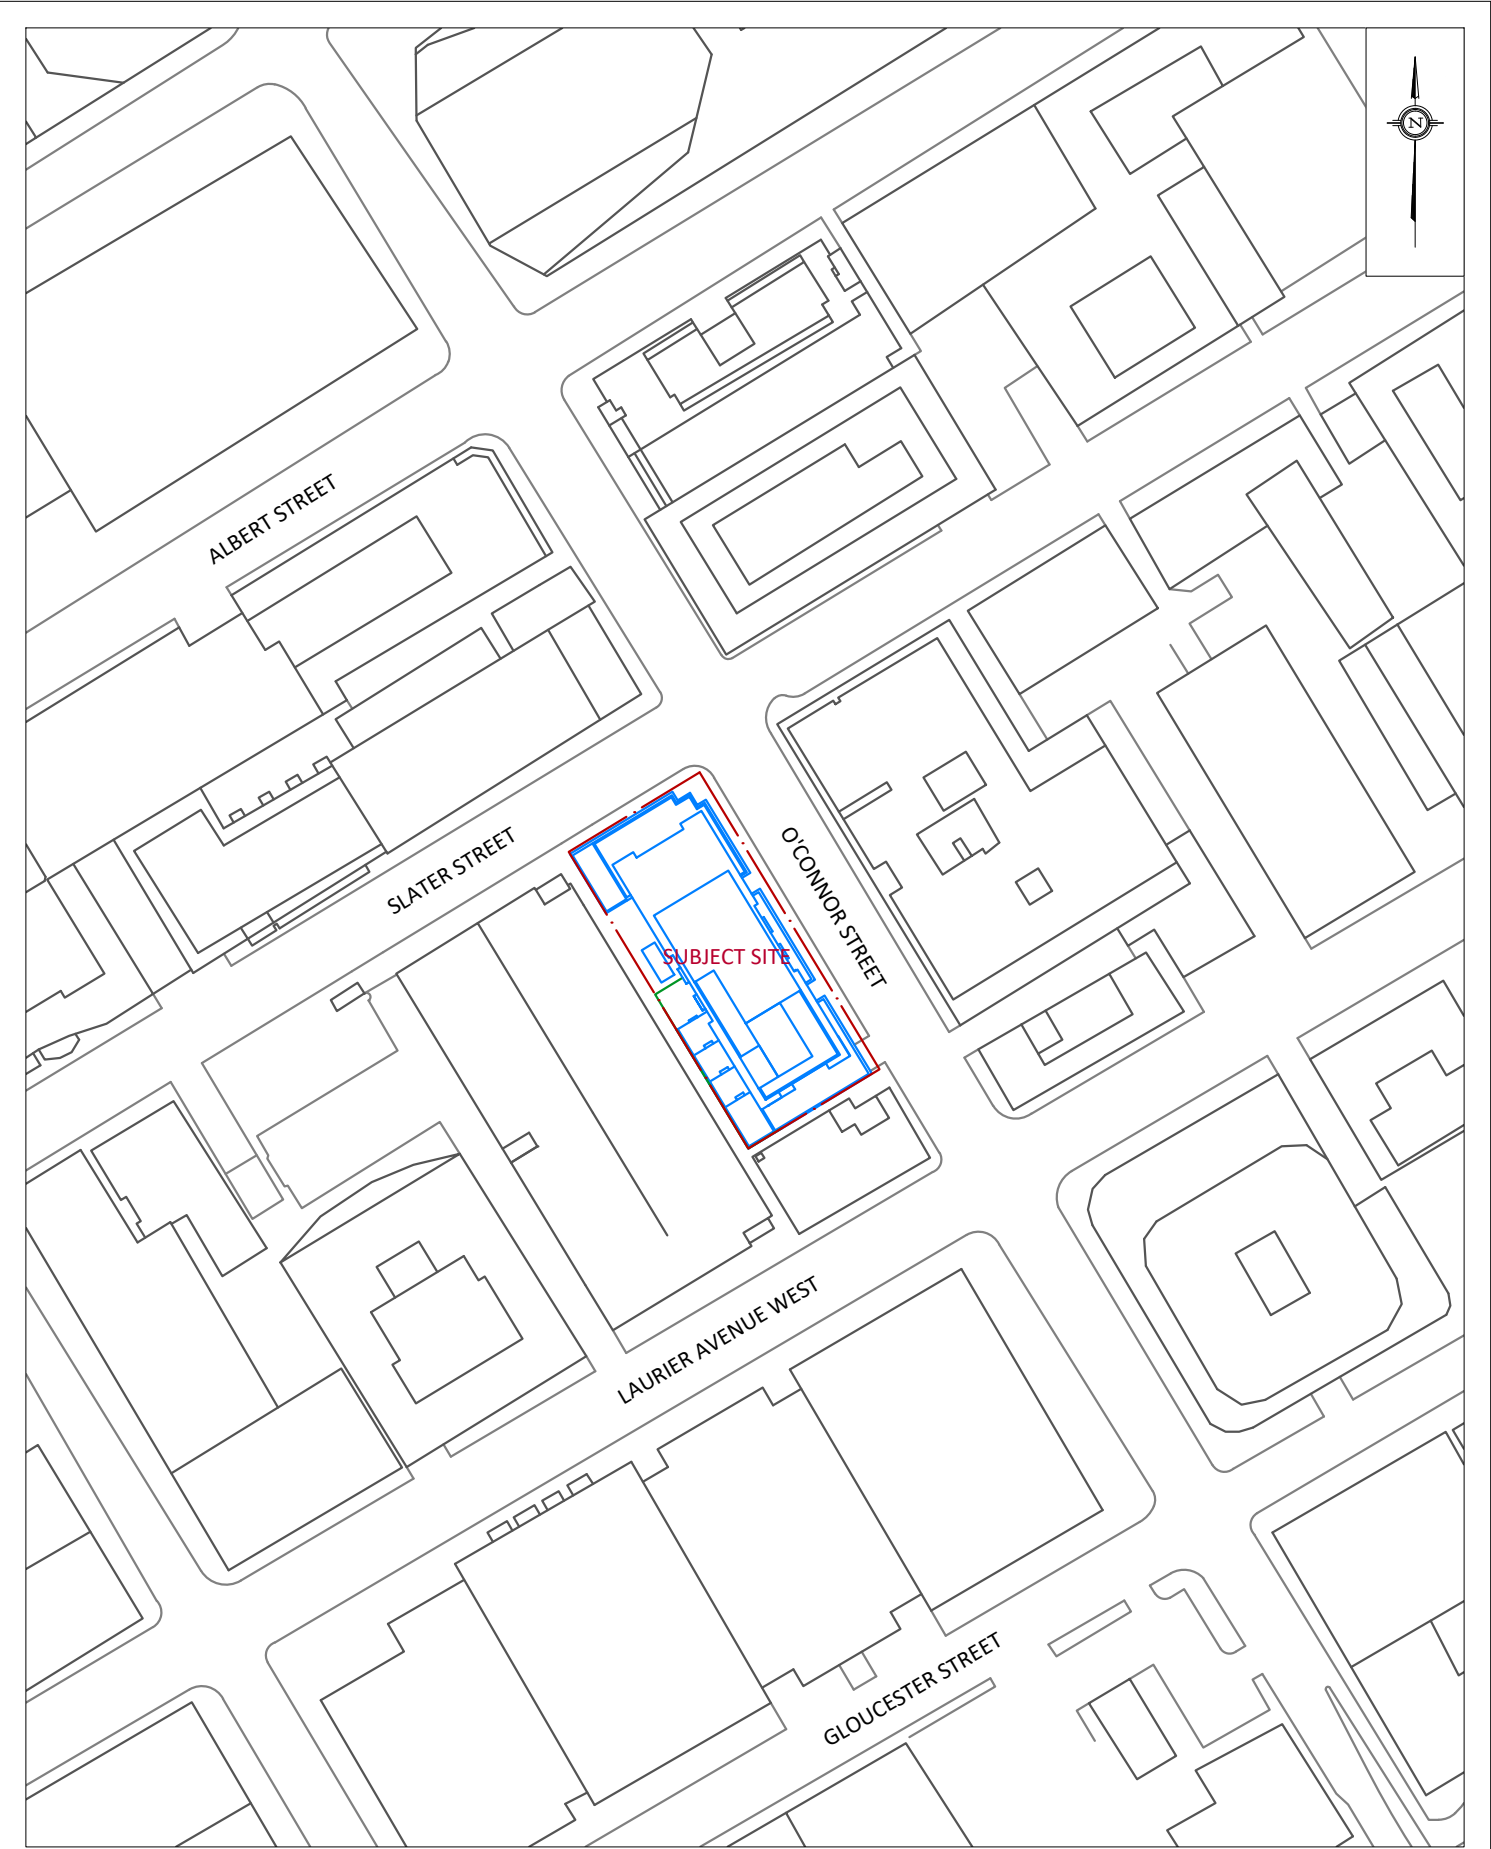 N
ALBERT STREET
SLATER STREET
O'CONNOR STREET
SUBJECT SITE
LAURIER AVENUE WEST
GLOUCESTER STREET